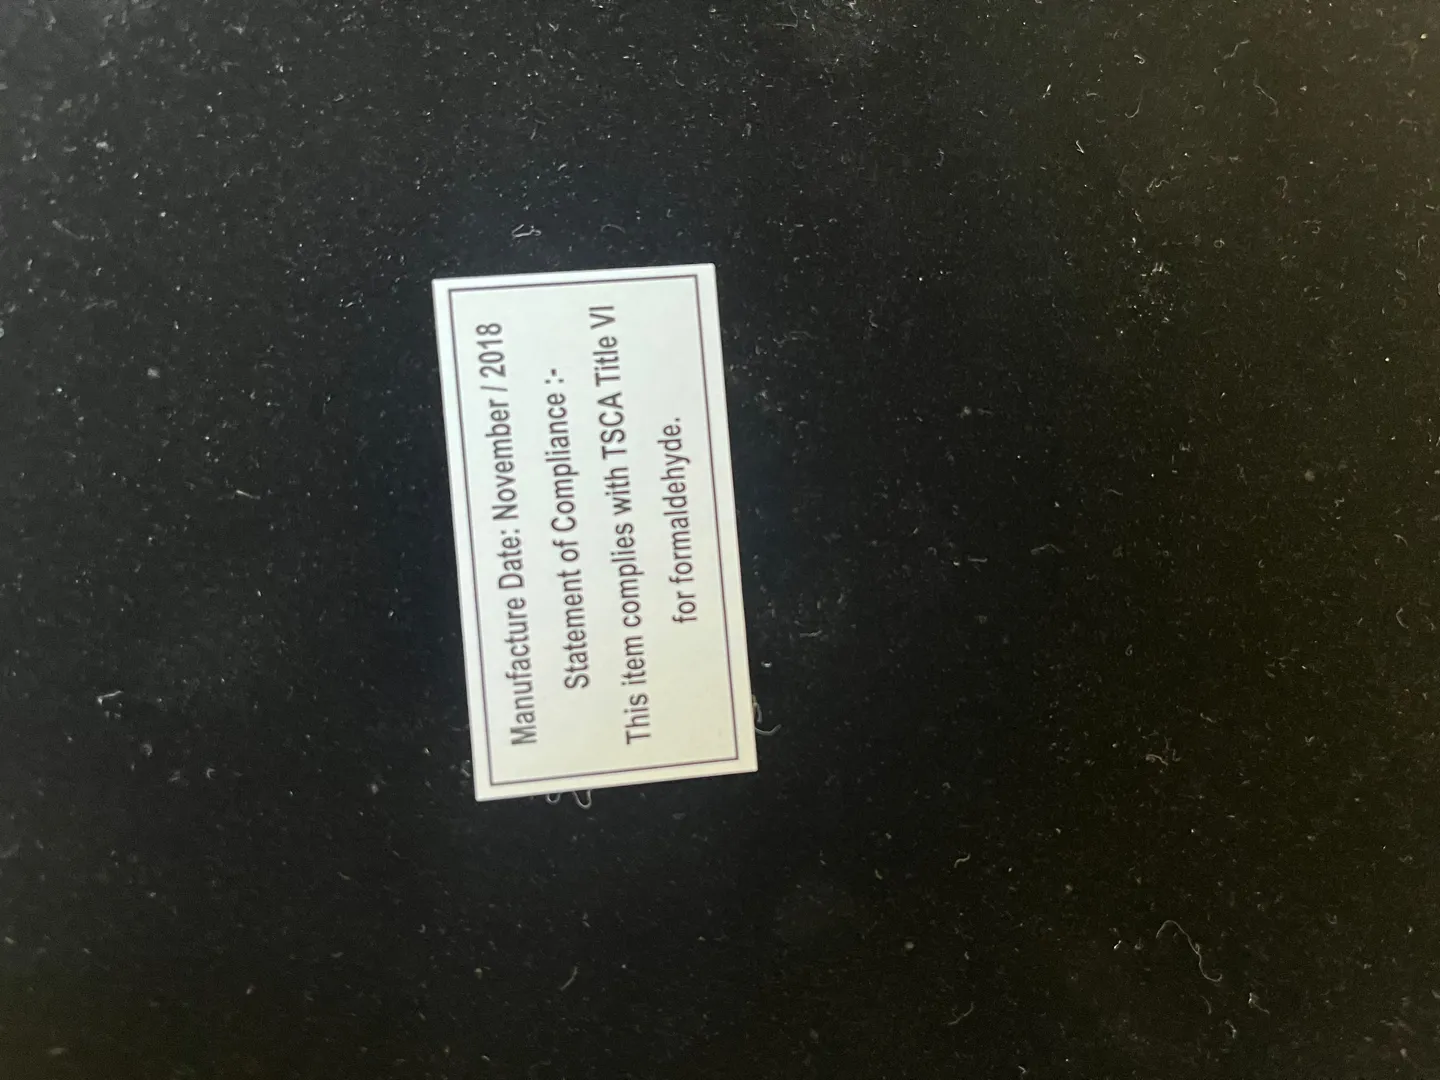 Manufacture Date: November / 2018
Statement of Compliance :-
This item complies with TSCA Title VI
for formaldehyde.